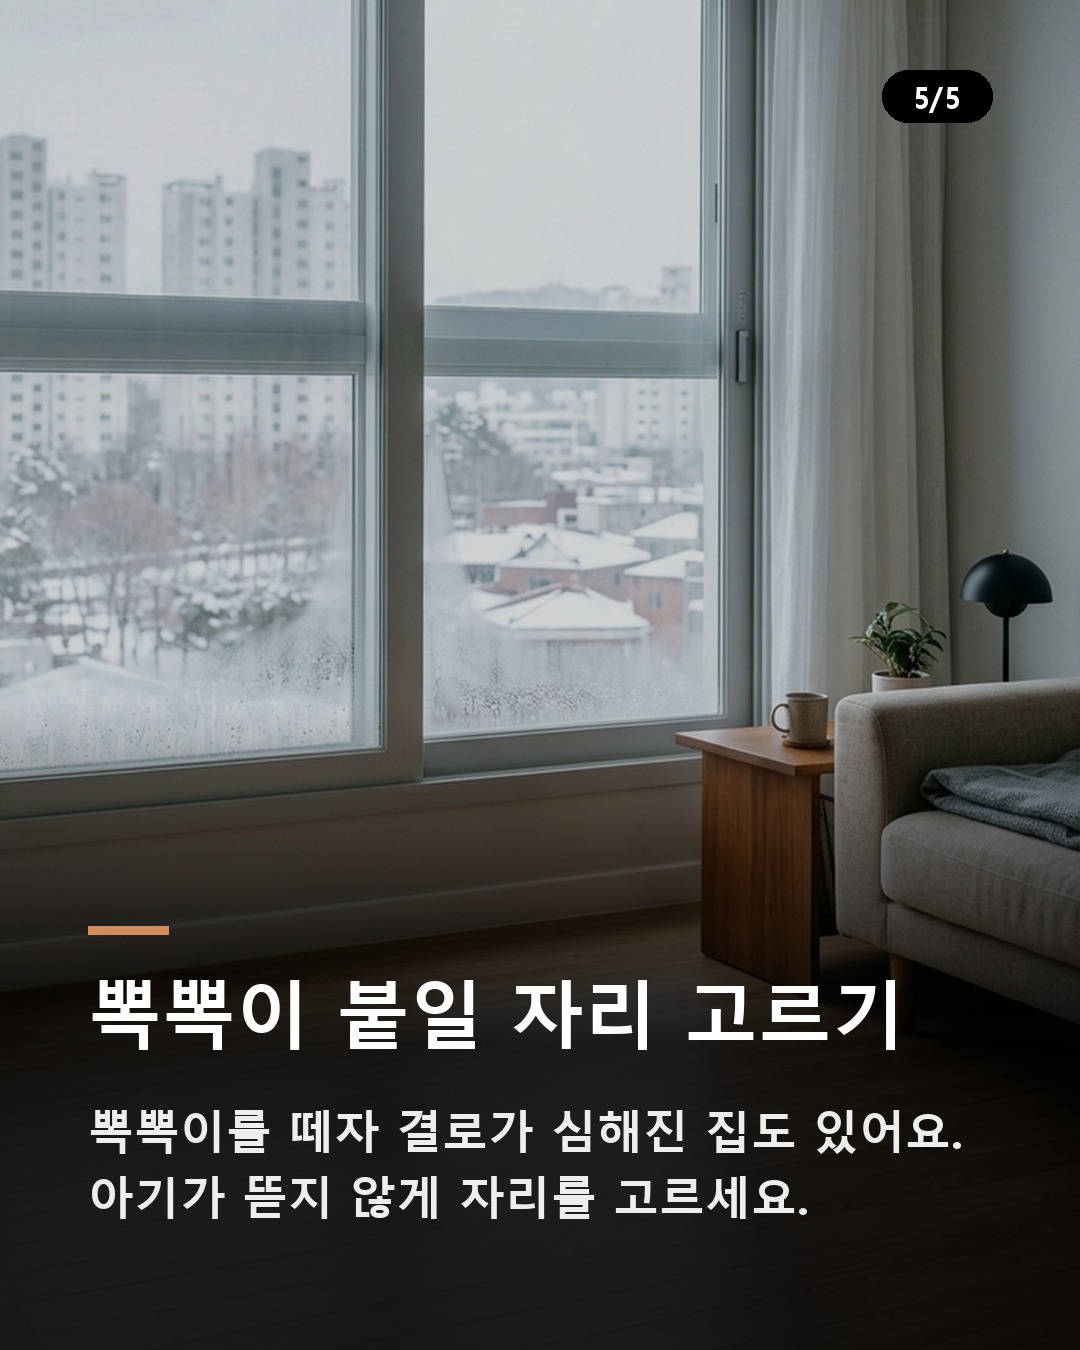 5/5
뽁뽁이 붙일 자리 고르기
뽁뽁이를 떼자 결로가 심해진 집도 있어요.
아기가 뜯지 않게 자리를 고르세요.